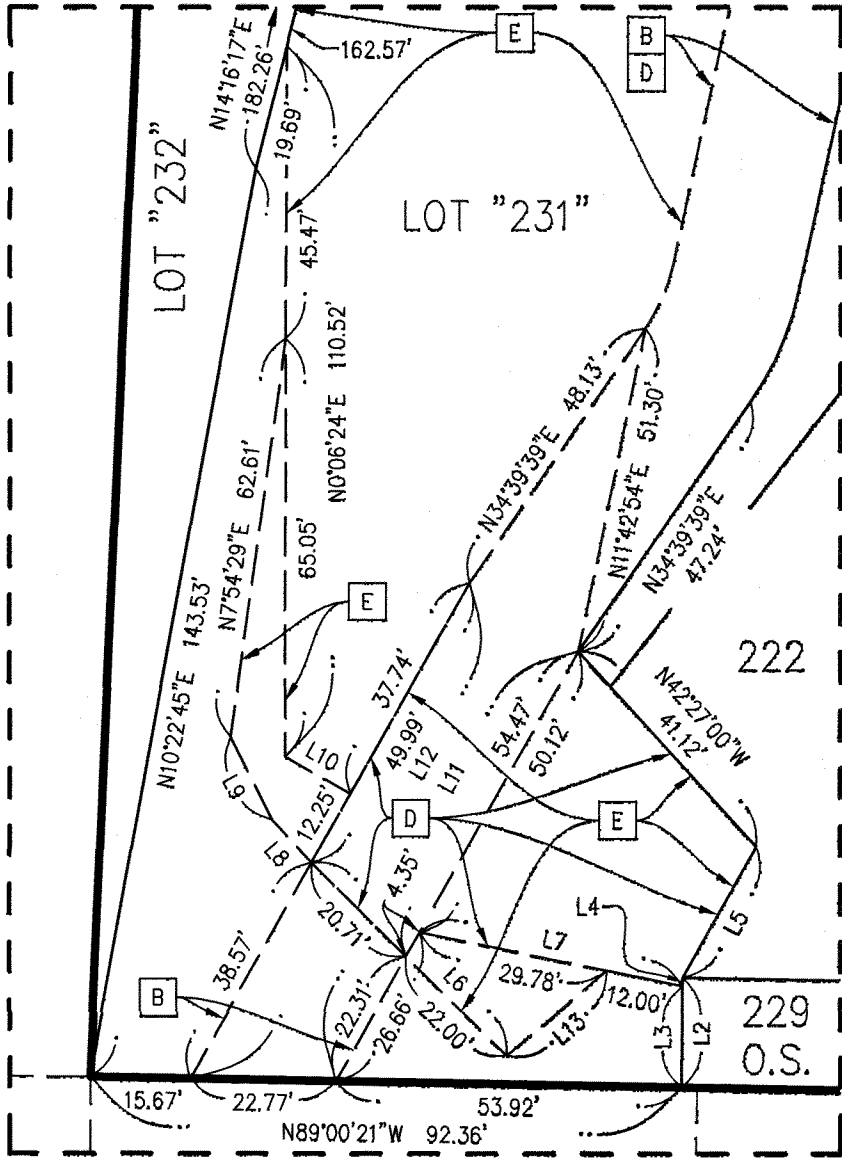 E
B
D
162.57'
N14°16'17"E
182.26'
19.69'
LOT "232"
LOT "231"
45.47'
N0°06'24"E 110.52'
N7°54'29"E 62.61'
65.05'
N34°39'39"E 48.13'
N11°42'54"E 51.30'
N34°39'39"E
47.24'
E
222
N10°22'45"E 143.53'
N42°27'00"W
41.12'
37.74'
49.99'
L12
L11
54.47'
50.12'
L10
L9
12.25'
D
E
L8
4.35'
20.71'
L4
L5
L7
L6
29.78'
12.00'
38.57'
B
22.31'
26.66'
22.00'
L13
L3
L2
229
O.S.
15.67'
22.77'
53.92'
N89°00'21"W 92.36'